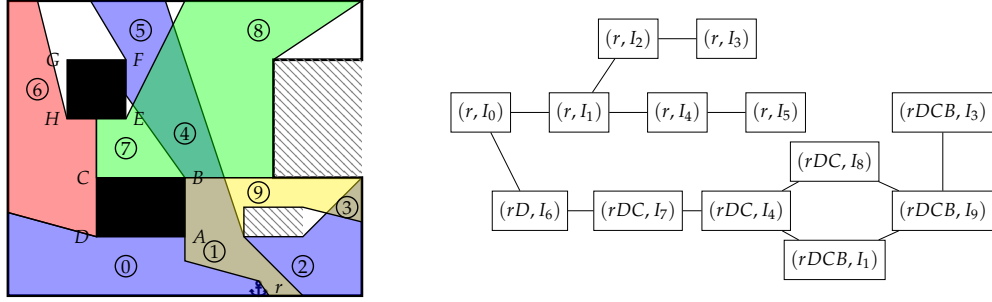 ⑤ ⑧
G F
⑥
H E
④
⑦
C B
⑨
③
D A
① 
⓪ ②
r
(r, I₂) (r, I₃)
(r, I₀) (r, I₁) (r, I₄) (r, I₅) (rDCB, I₃)
(rDC, I₈)
(rD, I₆) (rDC, I₇) (rDC, I₄) (rDCB, I₉)
(rDCB, I₁)